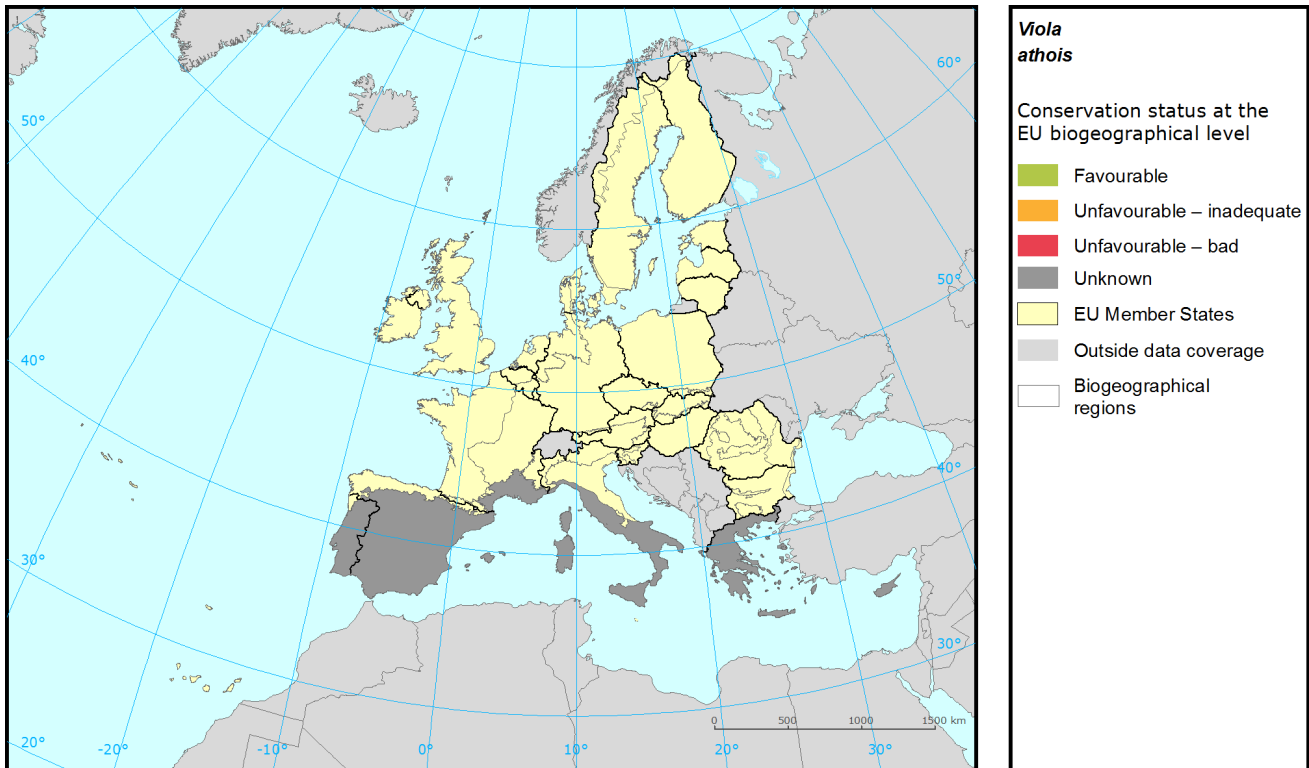 Viola
athois
Conservation status at the
EU biogeographical level
Favourable
Unfavourable – inadequate
Unfavourable – bad
Unknown
EU Member States
Outside data coverage
Biogeographical
regions
60°
50°
50°
40°
40°
30°
30°
0 500 1000 1500 km
20° -20° -10° 0° 10° 20° 30°